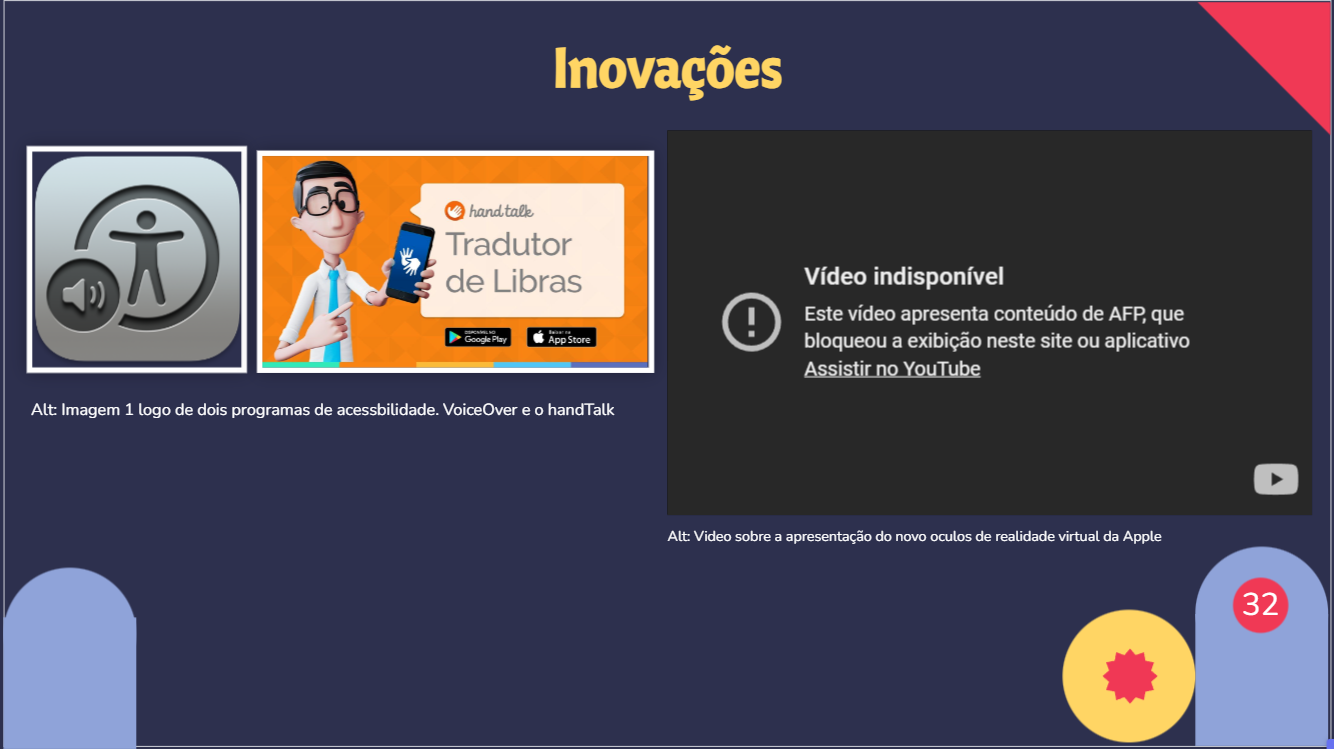 Inovações
hand talk
Tradutor
de Libras
DISPONÍVEL NO
Google Play
Baixar na
App Store
Alt: Imagem 1 logo de dois programas de acessbilidade. VoiceOver e o handTalk
Vídeo indisponível
Este vídeo apresenta conteúdo de AFP, que
bloqueou a exibição neste site ou aplicativo
Assistir no YouTube
Alt: Video sobre a apresentação do novo oculos de realidade virtual da Apple
32